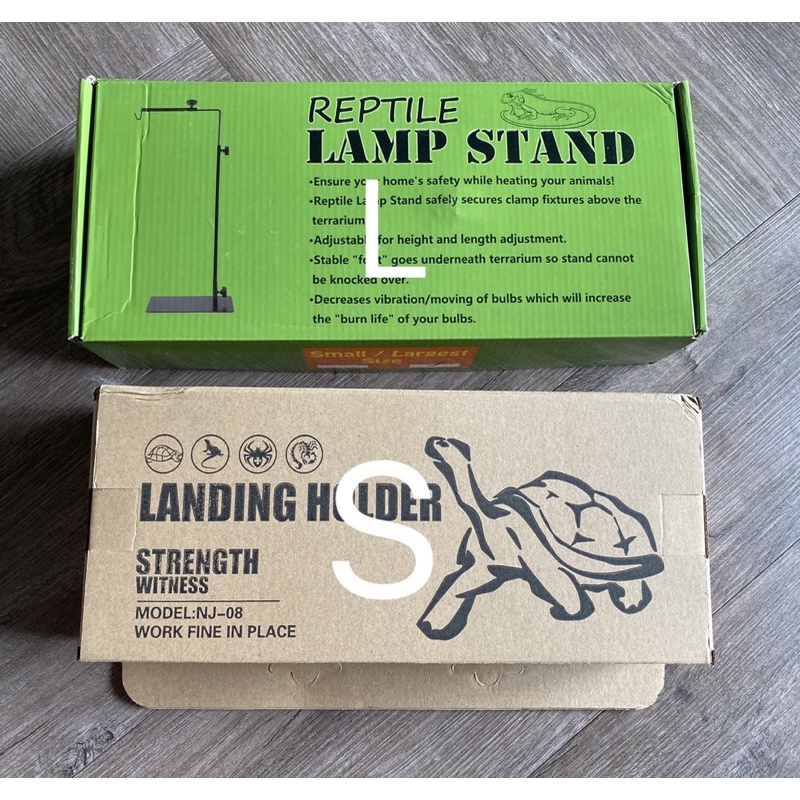 REPTILE
LAMP STAND
•Ensure your home's safety while heating your animals!
•Reptile Lamp Stand safely secures clamp fixtures above the
terrarium
•Adjustable for height and length adjustment.
•Stable "foot" goes underneath terrarium so stand cannot
be knocked over.
•Decreases vibration/moving of bulbs which will increase
the "burn life" of your bulbs.
L
Small / Largest
Size
LANDING HOLDER
S
STRENGTH
WITNESS
MODEL:NJ-08
WORK FINE IN PLACE